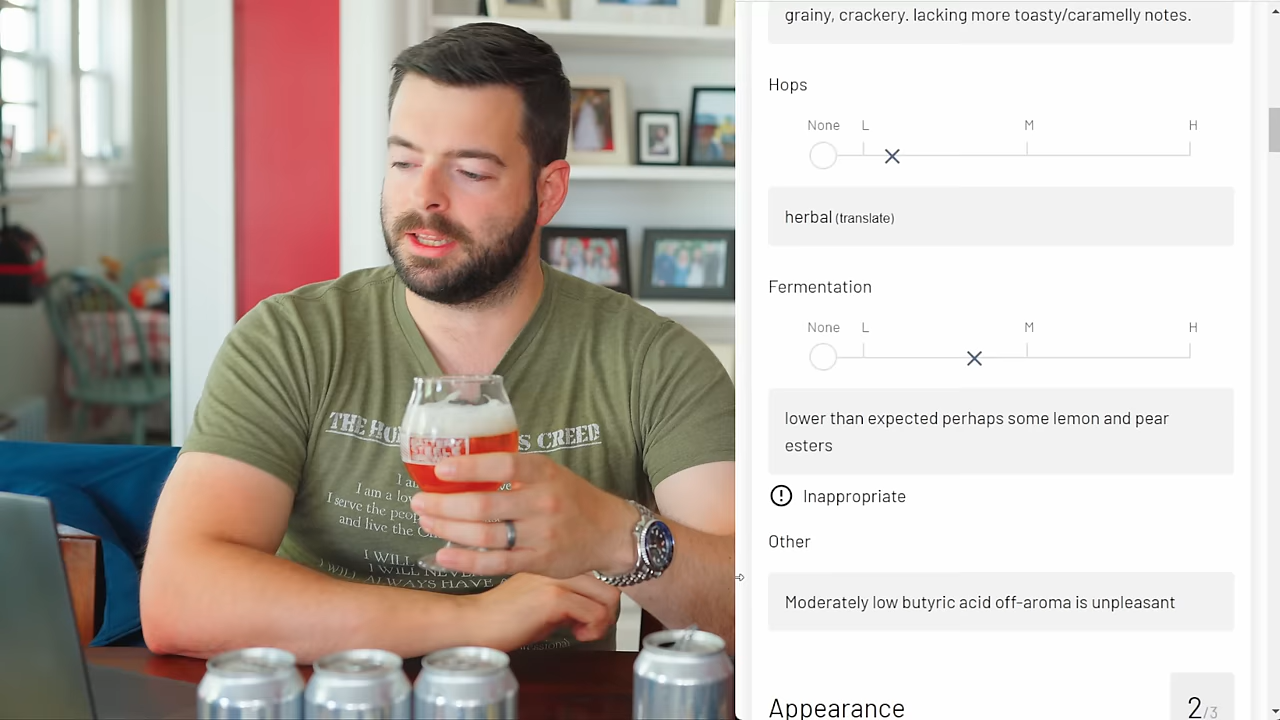 grainy, crackery. lacking more toasty/caramelly notes.
Hops
None L M H
herbal (translate)
Fermentation
None L M H
lower than expected perhaps some lemon and pear
esters
Inappropriate
Other
Moderately low butyric acid off-aroma is unpleasant
Appearance
2/3
THE CREED
I am a
I serve the
and live the
I WILL
I WILL
I WILL ALWAYS HAVE